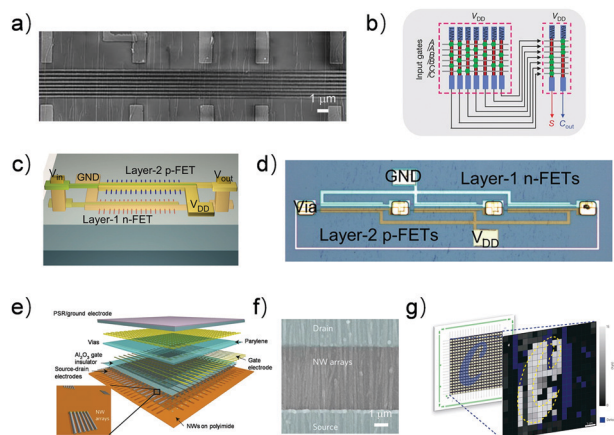 a)
1 μm
b)
V_DD V_DD
Input gates
A
/A
B
/B
C
/C
S C_out
c)
V_in GND Layer-2 p-FET V_out
Layer-1 n-FET V_DD
d)
GND Layer-1 n-FETs
Via
Layer-2 p-FETs V_DD
e)
PSR/ground electrode
Vias
Parylene
Al₂O₃ gate insulator
Gate electrode
Source-drain electrodes
NW arrays
NWs on polyimide
f)
Drain
NW arrays
1 μm
Source
g)